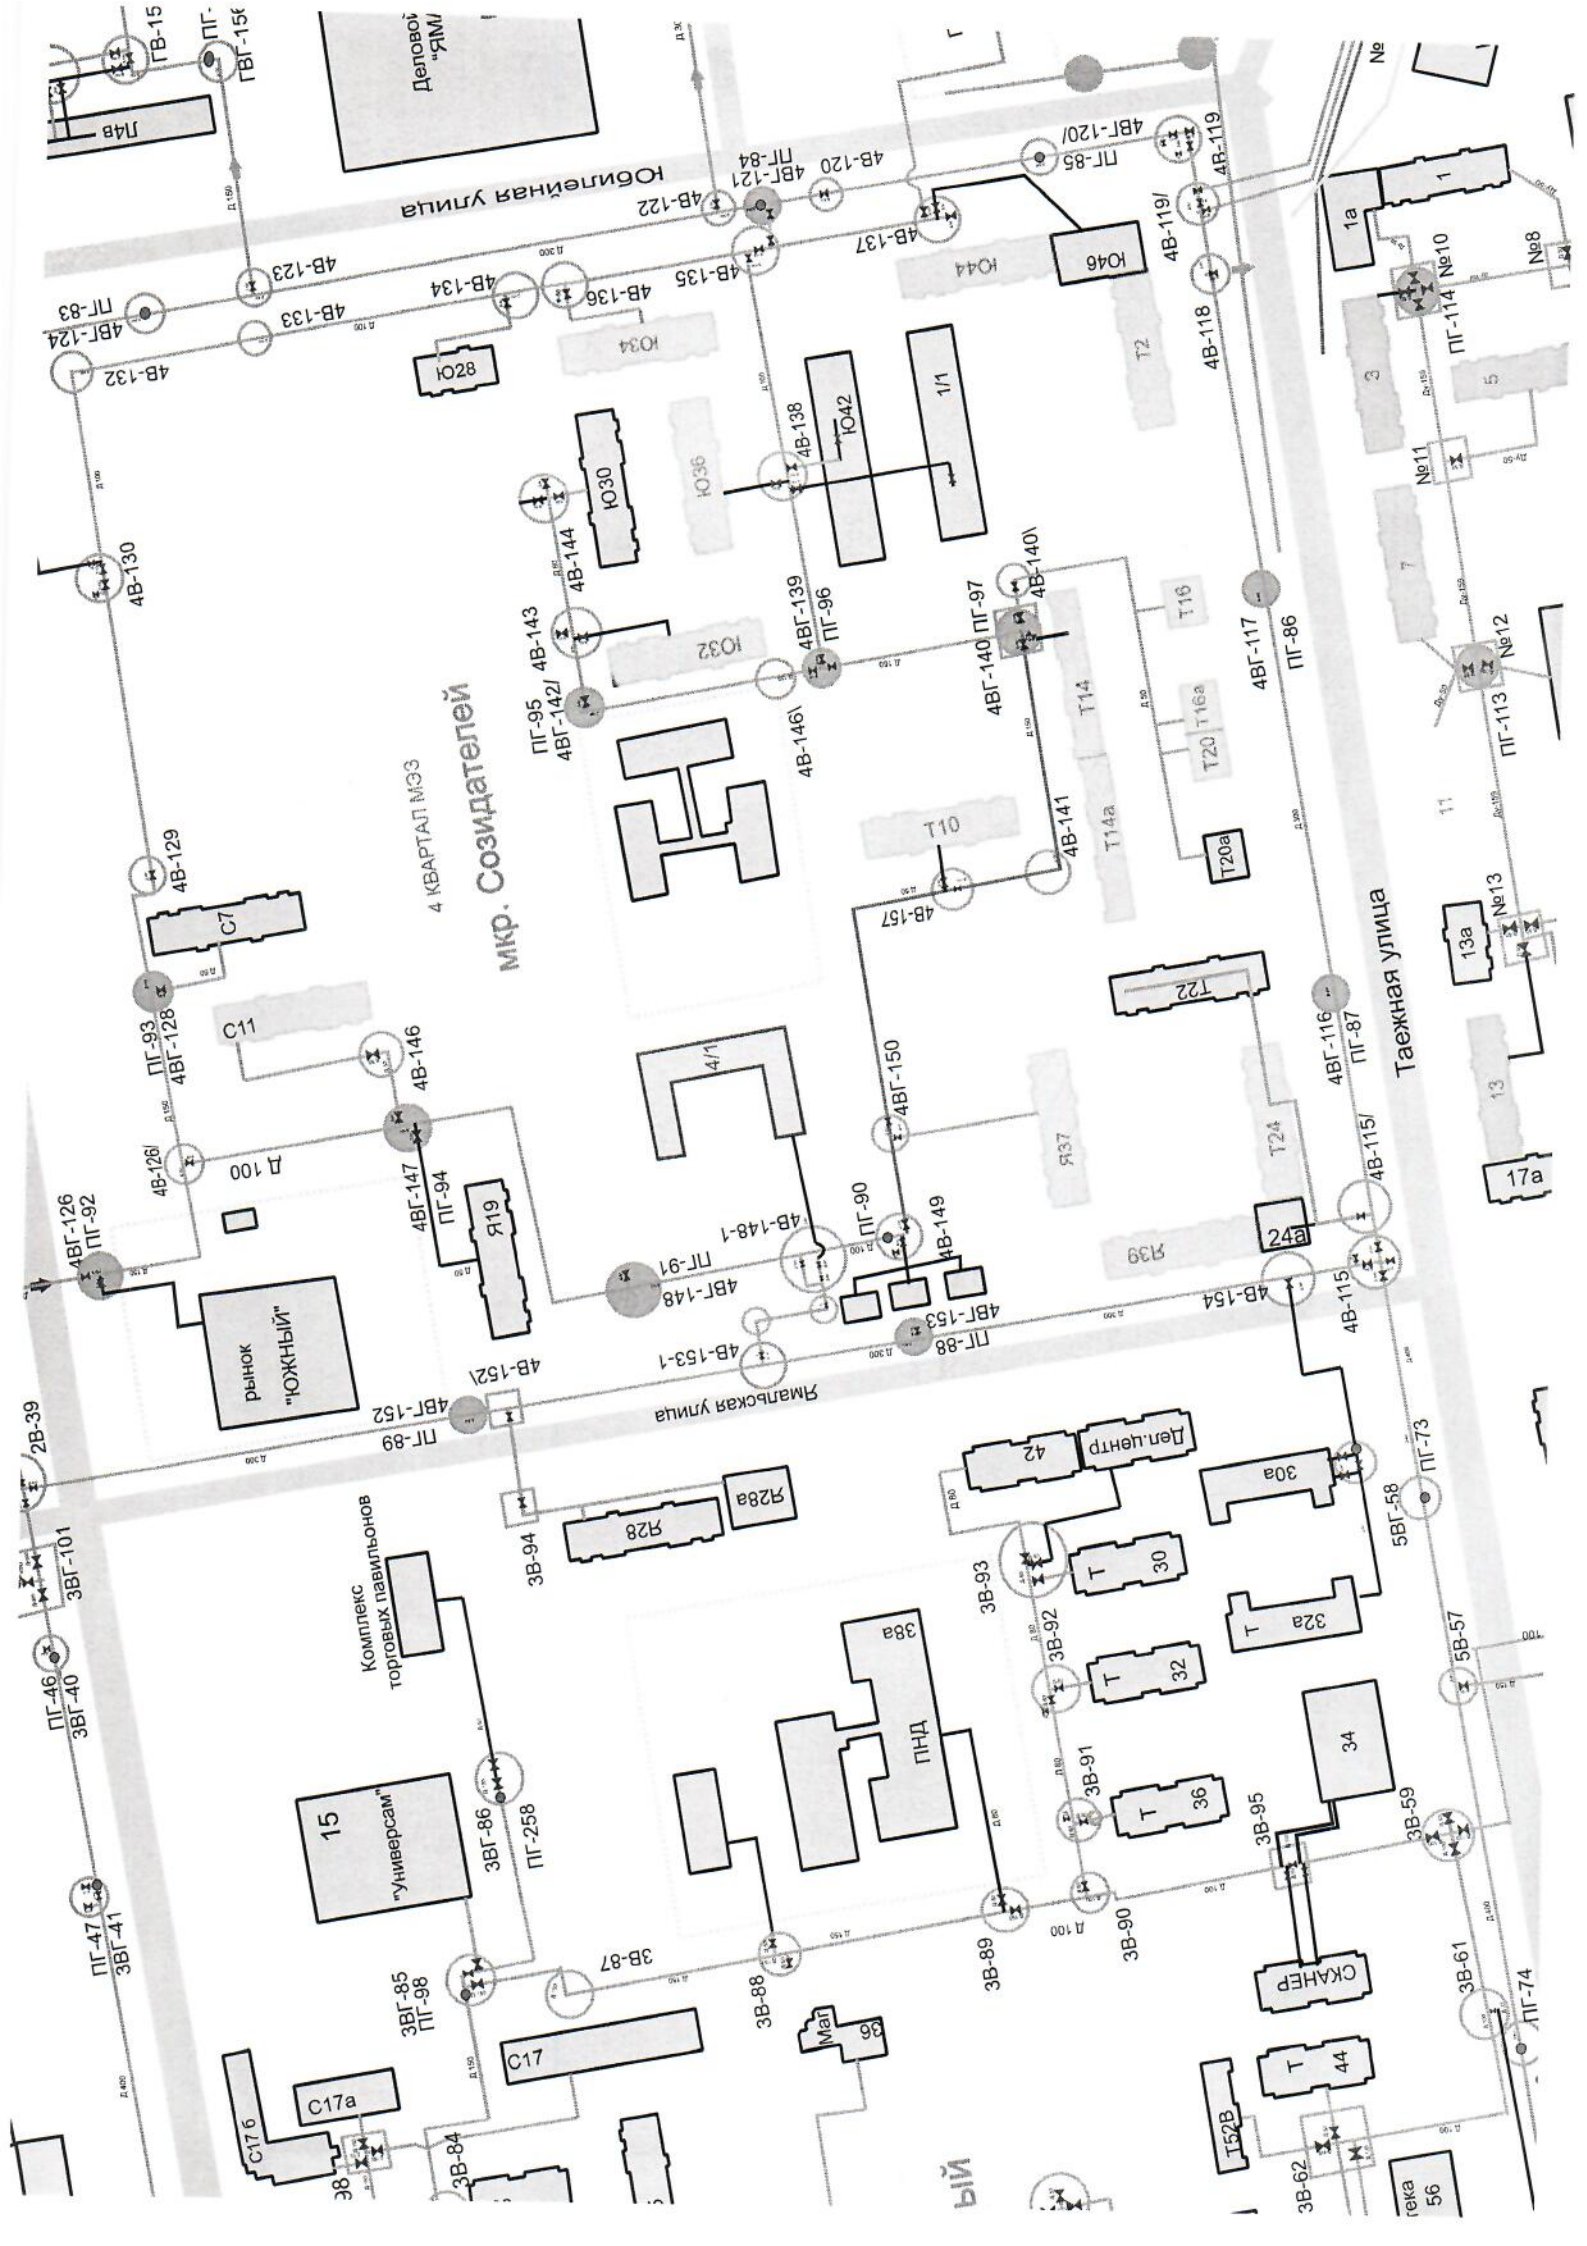 ГВ-15
ПГ-
ГВГ-15
Л4в
Деловой
"ЯМА
Д 150
Юбилейная улица
ПГ-83
4ВГ-124
4В-123
4В-122
4ВГ-121
ПГ-84
4В-120
ПГ-85
4ВГ-120/
4В-119
4В-119/
4В-132
4В-133
Д 100
4В-134
4В-136
4В-135
4В-137
Д 300
Ю28
Ю34
Ю44
Ю46
Т2
4В-118
1а
1
№10
№8
ПГ-114
3
5
№11
7
Ду-150
Ду-50
№12
ПГ-113
11
№13
13а
13
17а
4В-130
4В-129
Ю30
Ю36
4В-138
Ю42
1/1
4В-144
4В-143
Ю32
4ВГ-139
ПГ-96
ПГ-95
4ВГ-142/
4В-146\
4ВГ-140
ПГ-97
4В-140\
Т14
Т14а
Т16
Т16а
Т20
Т20а
4ВГ-117
ПГ-86
4 КВАРТАЛ МЭЗ
мкр. Созидателей
Т10
4В-141
4В-157
С7
ПГ-93
4ВГ-128
С11
4В-146
4В-126/
Д 100
4ВГ-126
ПГ-92
4ВГ-147
ПГ-94
Я19
4/1
4ВГ-150
Я37
Т22
Т24
4ВГ-116
ПГ-87
Таежная улица
4В-115/
24а
Я39
4В-115
4В-154
ПГ-90
4В-149
4В-148-1
ПГ-91
4ВГ-148
рынок
"ЮЖНЫЙ"
4ВГ-153
ПГ-88
4В-153-1
4В-152\
4ВГ-152
ПГ-89
Ямальская улица
2В-39
3ВГ-101
ПГ-46
3ВГ-40
ПГ-47
3ВГ-41
Д 400
Комплекс
торговых павильонов
3В-94
Я28
Я28а
42
Дел.центр
30а
5ВГ-58
ПГ-73
3В-93
Т
30
3В-92
Т
32
Т
32а
5В-57
34
3В-91
Т
36
3В-95
3В-59
38а
ПНД
15
"Универсам"
3ВГ-86
ПГ-258
3ВГ-85
ПГ-98
3В-87
3В-88
3В-89
Д 100
3В-90
СКАНЕР
3В-61
ПГ-74
С17
С17а
С17 б
98
3В-84
Маг
36
ЫЙ
Т52В
Т
44
3В-62
тека
56